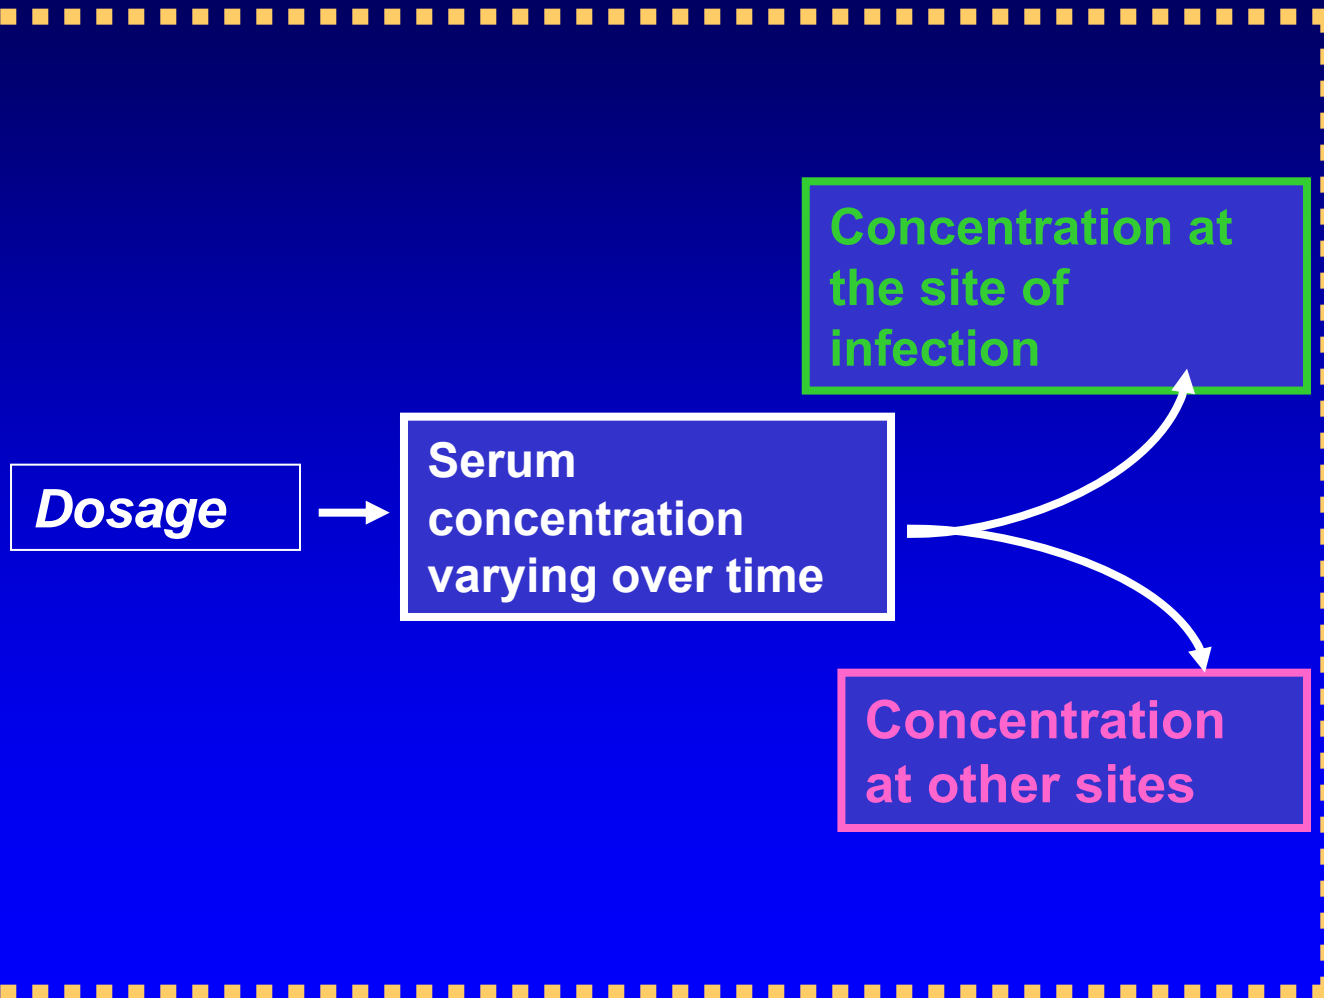 Dosage
Serum
concentration
varying over time
Concentration at
the site of
infection
Concentration
at other sites